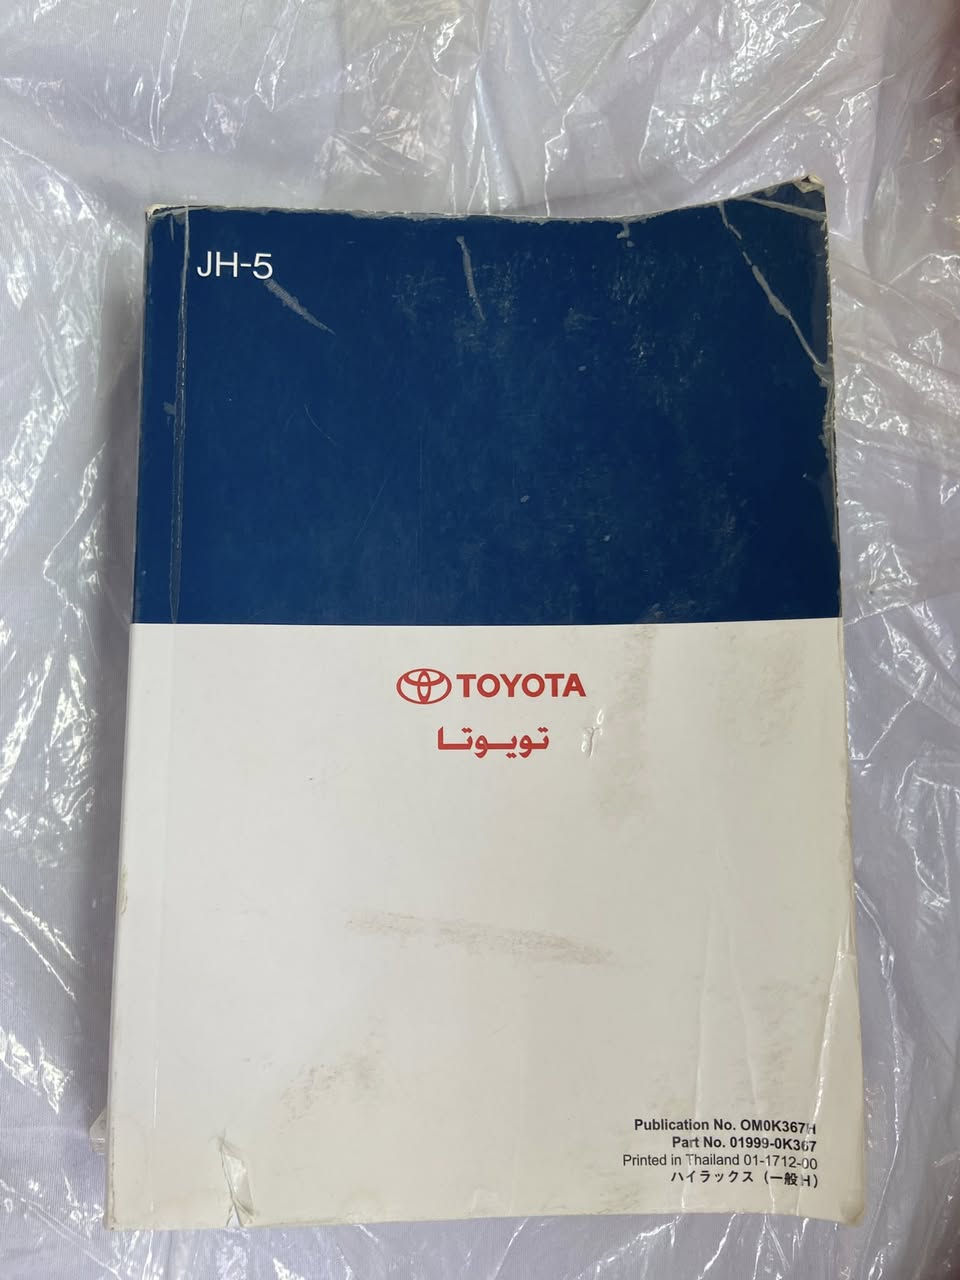 JH-5
TOYOTA
تويوتا
Publication No. OM0K367H
Part No. 01999-0K367
Printed in Thailand 01-1712-00
ハイラックス（一般H）